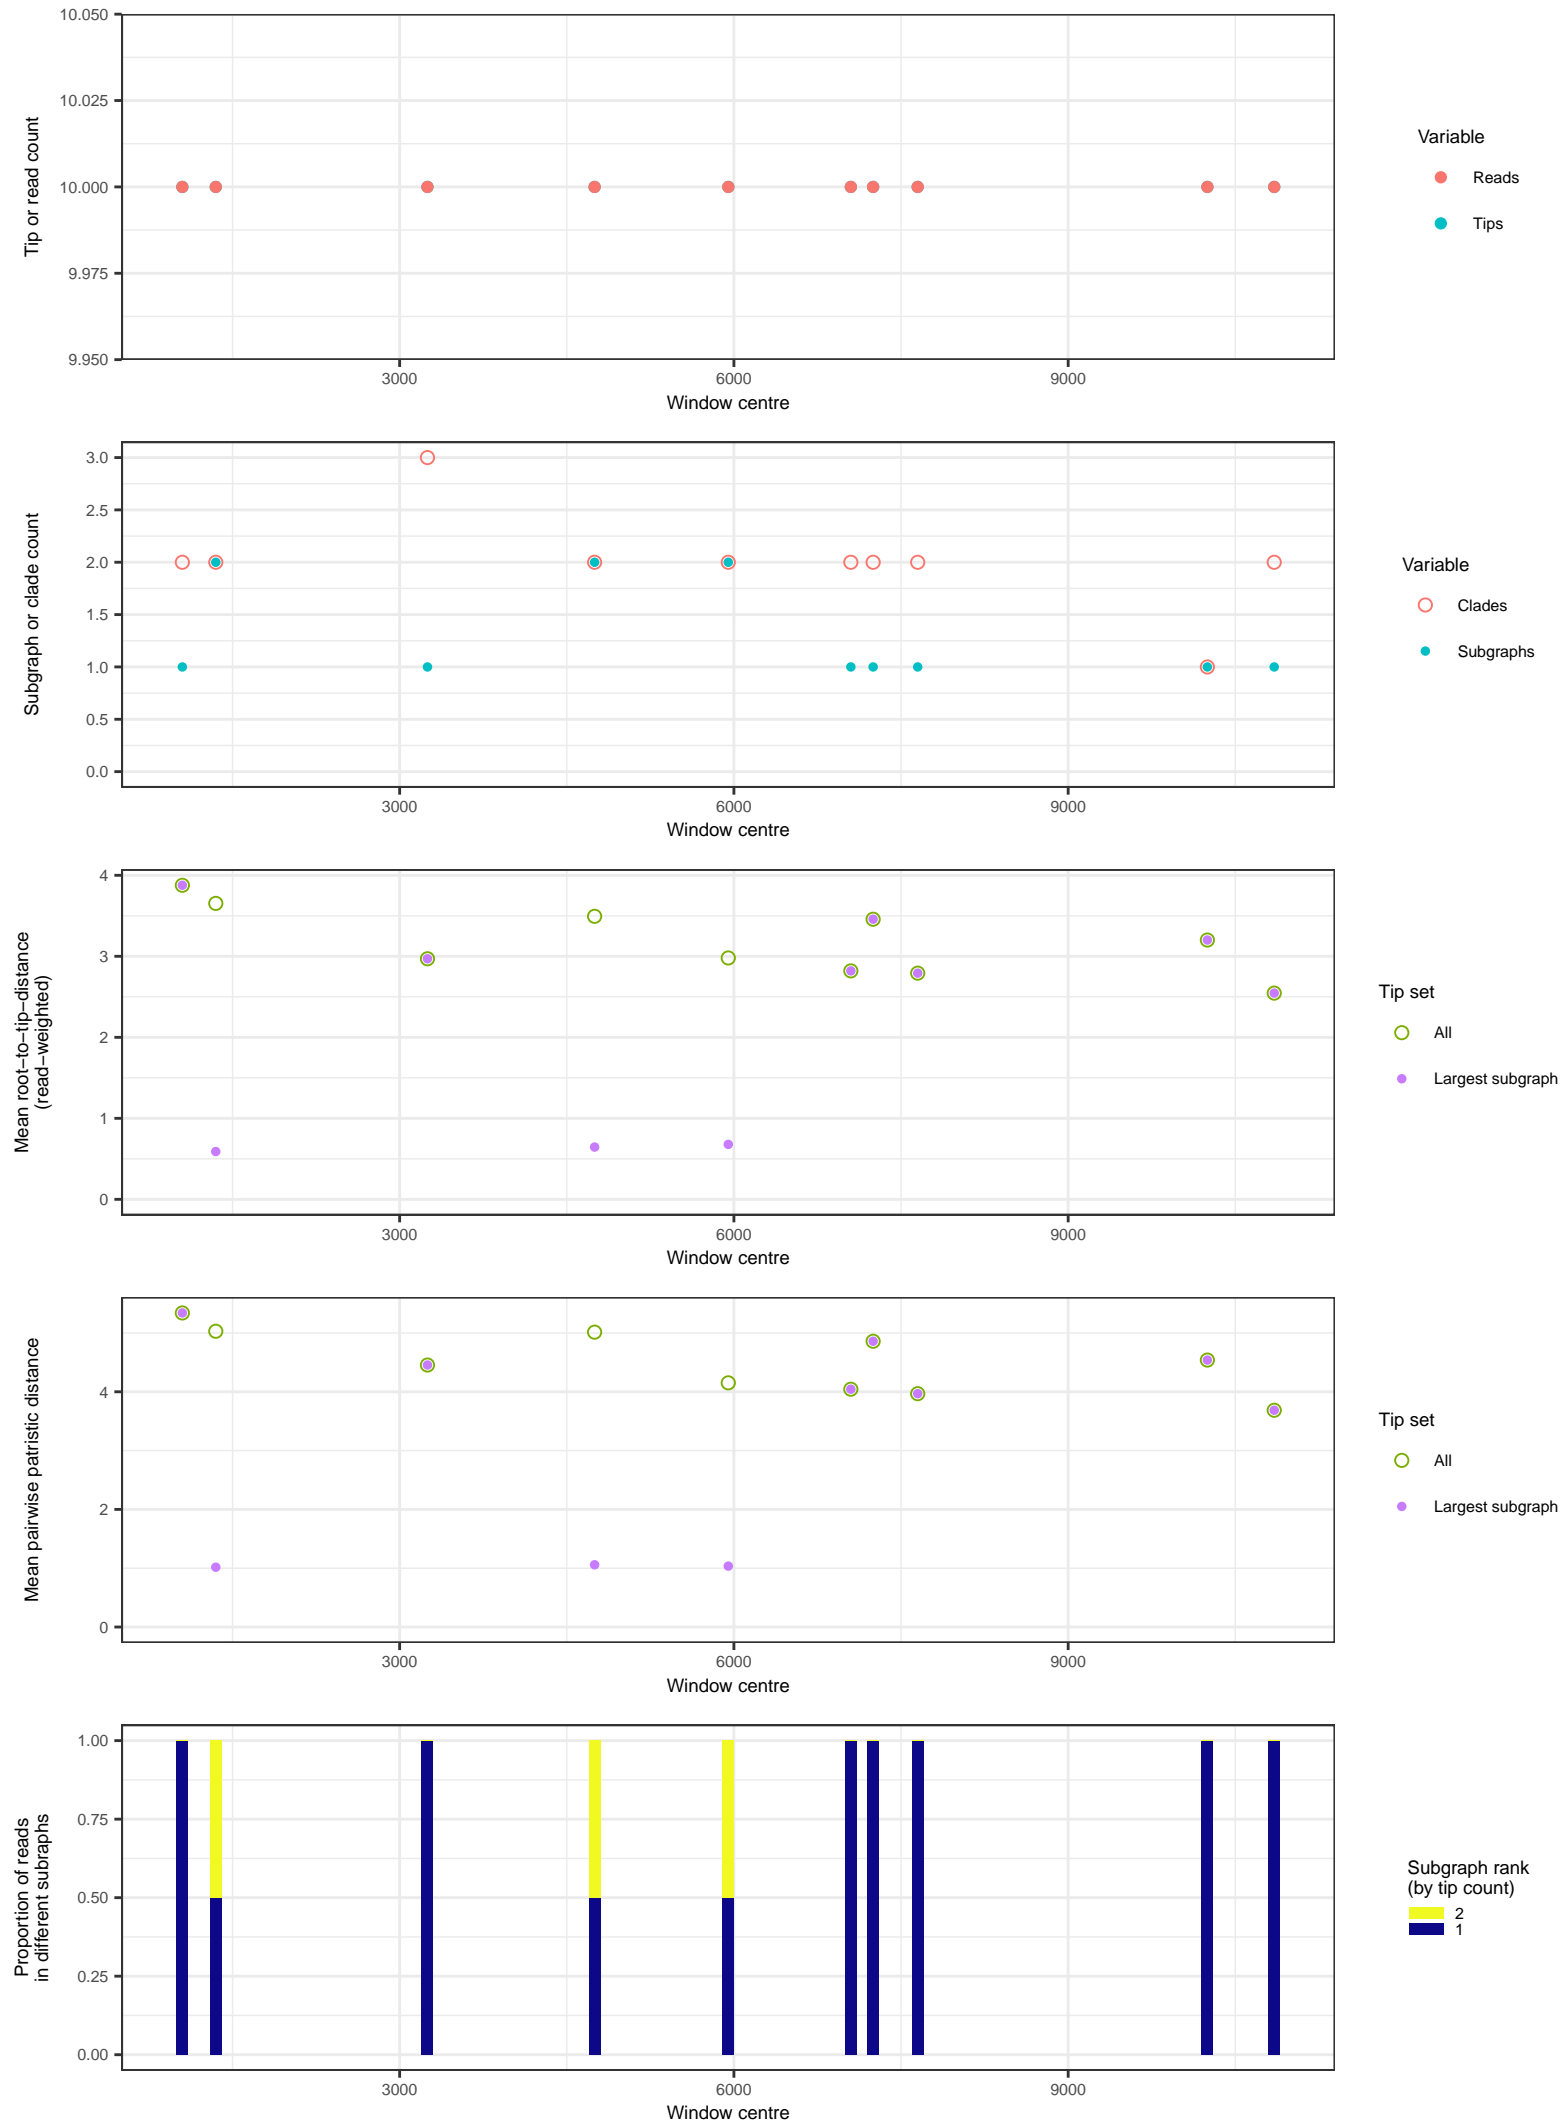 10.050
10.025
10.000
9.975
9.950
Tip or read count
3000
6000
9000
Window centre
Variable
Reads
Tips
3.0
2.5
2.0
1.5
1.0
0.5
0.0
Subgraph or clade count
3000
6000
9000
Window centre
Variable
Clades
Subgraphs
4
3
2
1
0
Mean root−to−tip−distance
(read−weighted)
3000
6000
9000
Window centre
Tip set
All
Largest subgraph
4
2
0
Mean pairwise patristic distance
3000
6000
9000
Window centre
Tip set
All
Largest subgraph
1.00
0.75
0.50
0.25
0.00
Proportion of reads
in different subraphs
3000
6000
9000
Window centre
Subgraph rank
(by tip count)
2
1